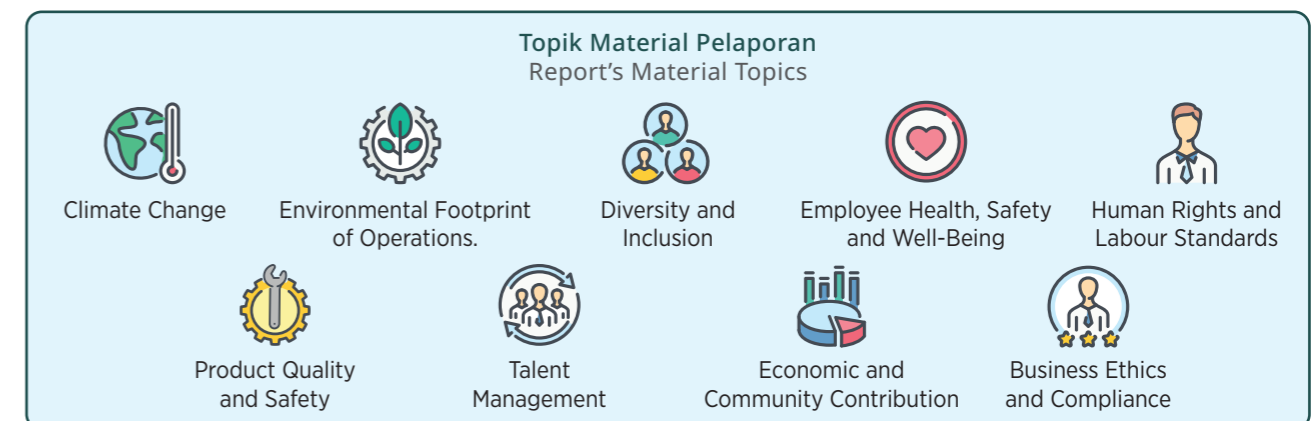 Topik Material Pelaporan
Report's Material Topics
Climate Change
Environmental Footprint
of Operations.
Diversity and
Inclusion
Employee Health, Safety
and Well-Being
Human Rights and
Labour Standards
Product Quality
and Safety
Talent
Management
Economic and
Community Contribution
Business Ethics
and Compliance